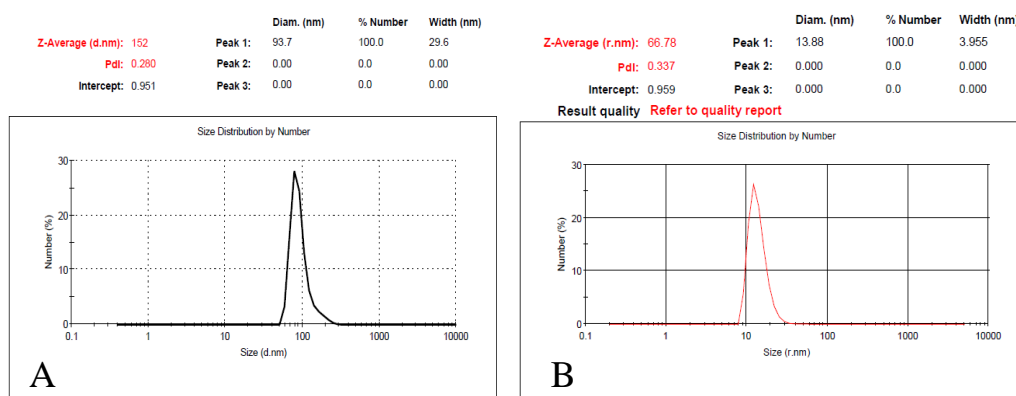 Diam. (nm) % Number Width (nm)
Z-Average (d.nm): 152 Peak 1: 93.7 100.0 29.6
PdI: 0.280 Peak 2: 0.00 0.0 0.00
Intercept: 0.951 Peak 3: 0.00 0.0 0.00
Size Distribution by Number
Number (%)
30
20
10
0
0.1 1 10 100 1000 10000
Size (d.nm)
A
Diam. (nm) % Number Width (nm)
Z-Average (r.nm): 66.78 Peak 1: 13.88 100.0 3.955
PdI: 0.337 Peak 2: 0.000 0.0 0.000
Intercept: 0.959 Peak 3: 0.000 0.0 0.000
Result quality Refer to quality report
Size Distribution by Number
Number (%)
30
20
10
0
0.1 1 10 100 1000 10000
Size (r.nm)
B